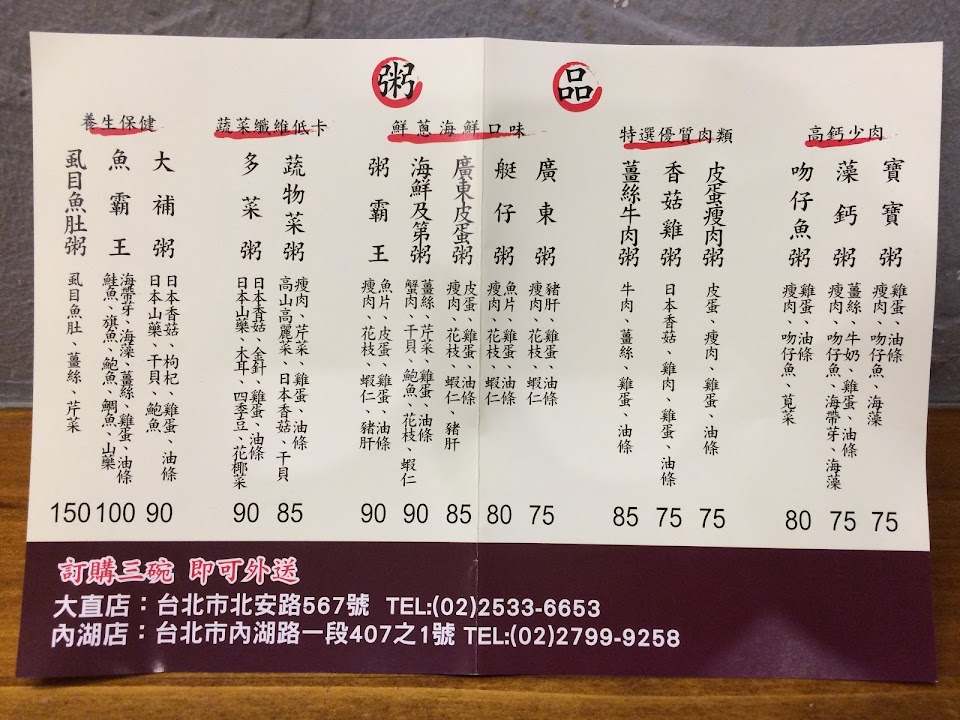 粥品
高鈣少肉
寶寶粥
雞蛋、油條
瘦肉、吻仔魚、海藻
75
藻鈣粥
薑絲、牛奶、雞蛋、油條
瘦肉、吻仔魚、海帶芽、海藻
75
吻仔魚粥
雞蛋、油條
瘦肉、吻仔魚、莧菜
80
特選優質肉類
皮蛋瘦肉粥
皮蛋、瘦肉、雞蛋、油條
75
香菇雞粥
日本香菇、雞肉、雞蛋、油條
75
薑絲牛肉粥
牛肉、薑絲、雞蛋、油條
85
鮮蔥海鮮口味
廣東粥
豬肝、雞蛋、油條
瘦肉、花枝、蝦仁
75
艇仔粥
魚片、雞蛋、油條
瘦肉、花枝、蝦仁
80
廣東皮蛋粥
皮蛋、雞蛋、油條
瘦肉、花枝、蝦仁、豬肝
85
海鮮及第粥
薑絲、芹菜、雞蛋、油條
蟹肉、干貝、鮑魚、花枝、蝦仁
90
粥霸王
魚片、皮蛋、雞蛋、油條
瘦肉、花枝、蝦仁、豬肝
90
蔬菜纖維低卡
蔬物菜粥
瘦肉、芹菜、雞蛋、油條
高山高麗菜、日本香菇、干貝
85
多菜粥
日本香菇、金針、雞蛋、油條
日本山藥、木耳、四季豆、花椰菜
90
養生保健
大補粥
日本香菇、枸杞、雞蛋、油條
日本山藥、干貝、鮑魚
90
魚霸王
海帶芽、海藻、薑絲、雞蛋、油條
鮭魚、旗魚、鮑魚、鯛魚、山藥
100
虱目魚肚粥
虱目魚肚、薑絲、芹菜
150
訂購三碗 即可外送
大直店：台北市北安路567號 TEL:(02)2533-6653
內湖店：台北市內湖路一段407之1號 TEL:(02)2799-9258